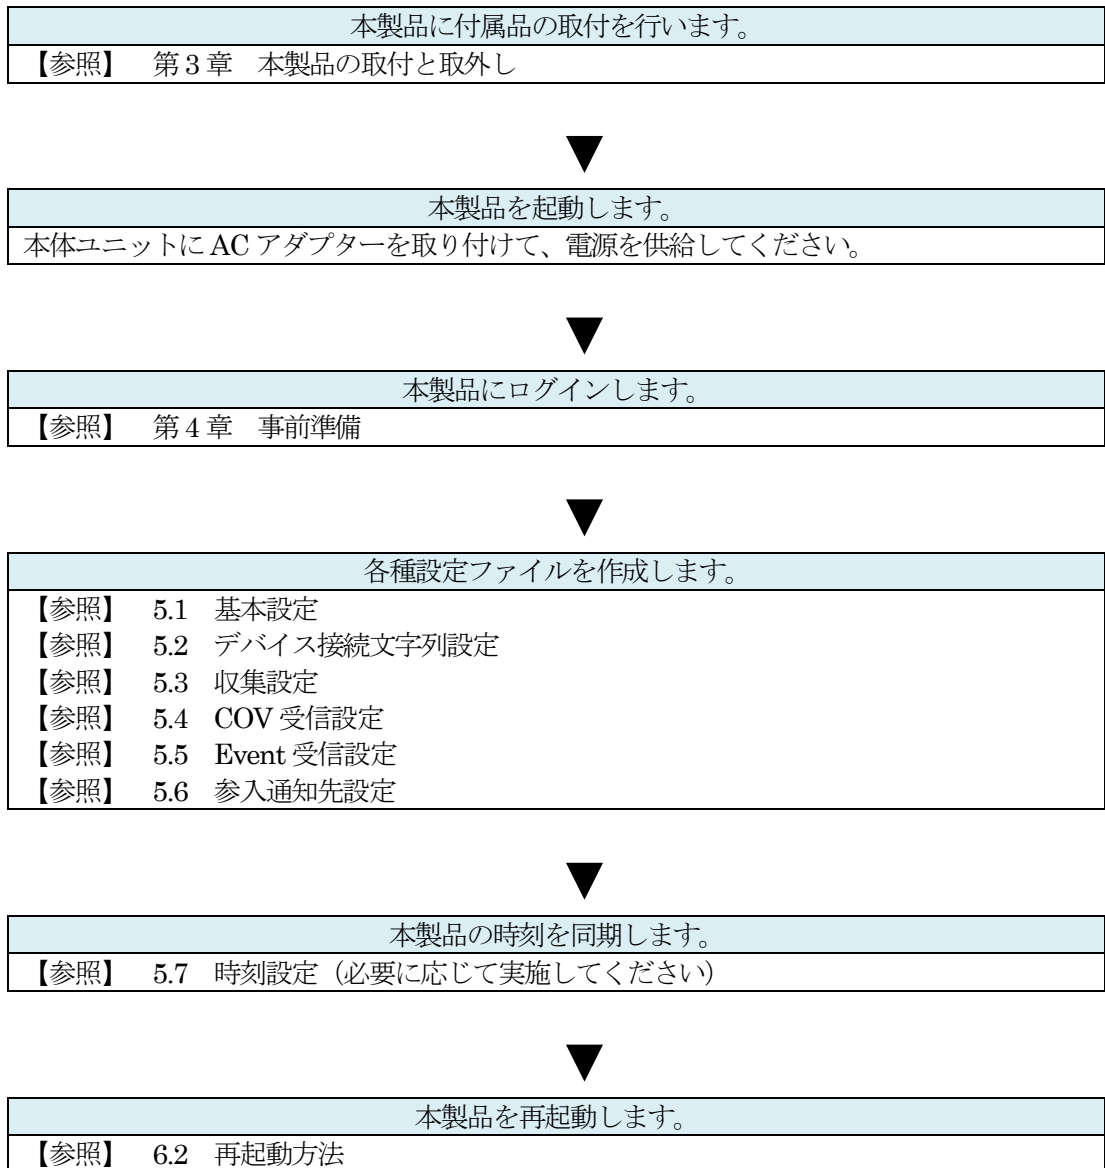 本製品に付属品の取付を行います。
【参照】　第3章　本製品の取付と取外し
▼
本製品を起動します。
本体ユニットにACアダプターを取り付けて、電源を供給してください。
▼
本製品にログインします。
【参照】　第4章　事前準備
▼
各種設定ファイルを作成します。
【参照】　5.1　基本設定
【参照】　5.2　デバイス接続文字列設定
【参照】　5.3　収集設定
【参照】　5.4　COV受信設定
【参照】　5.5　Event受信設定
【参照】　5.6　参入通知先設定
▼
本製品の時刻を同期します。
【参照】　5.7　時刻設定（必要に応じて実施してください）
▼
本製品を再起動します。
【参照】　6.2　再起動方法